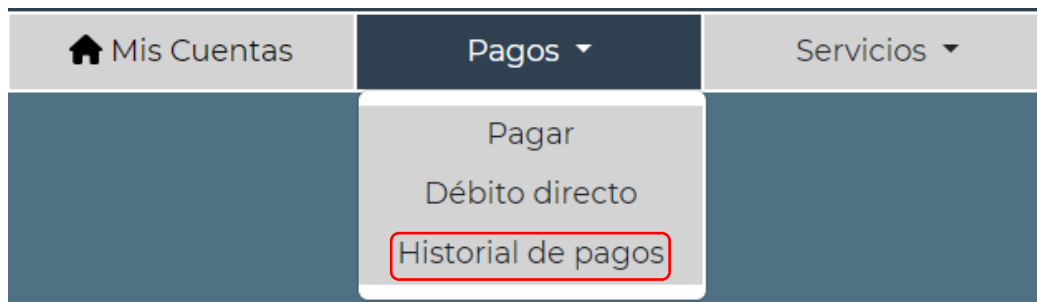 Mis Cuentas Pagos Servicios
Pagar
Débito directo
Historial de pagos